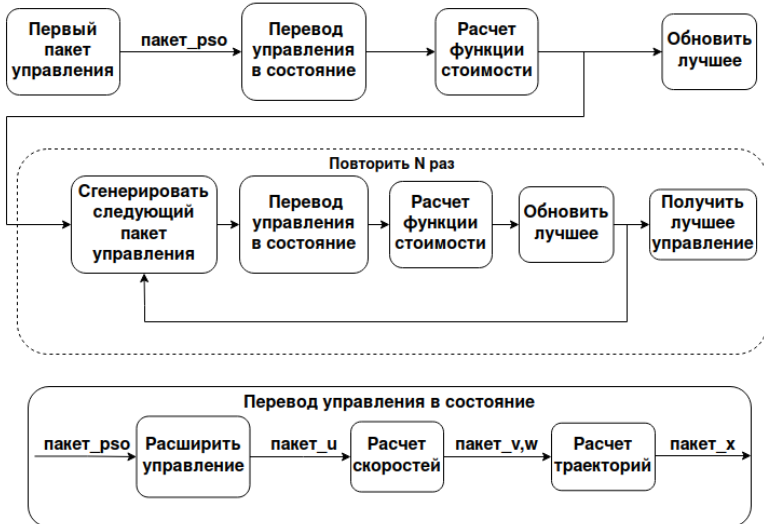 Первый
пакет
управления
пакет_pso
Перевод
управления
в состояние
Расчет
функции
стоимости
Обновить
лучшее
Повторить N раз
Сгенерировать
следующий
пакет
управления
Перевод
управления
в состояние
Расчет
функции
стоимости
Обновить
лучшее
Получить
лучшее
управление
Перевод управления в состояние
пакет_pso
Расширить
управление
пакет_u
Расчет
скоростей
пакет_v,w
Расчет
траекторий
пакет_x